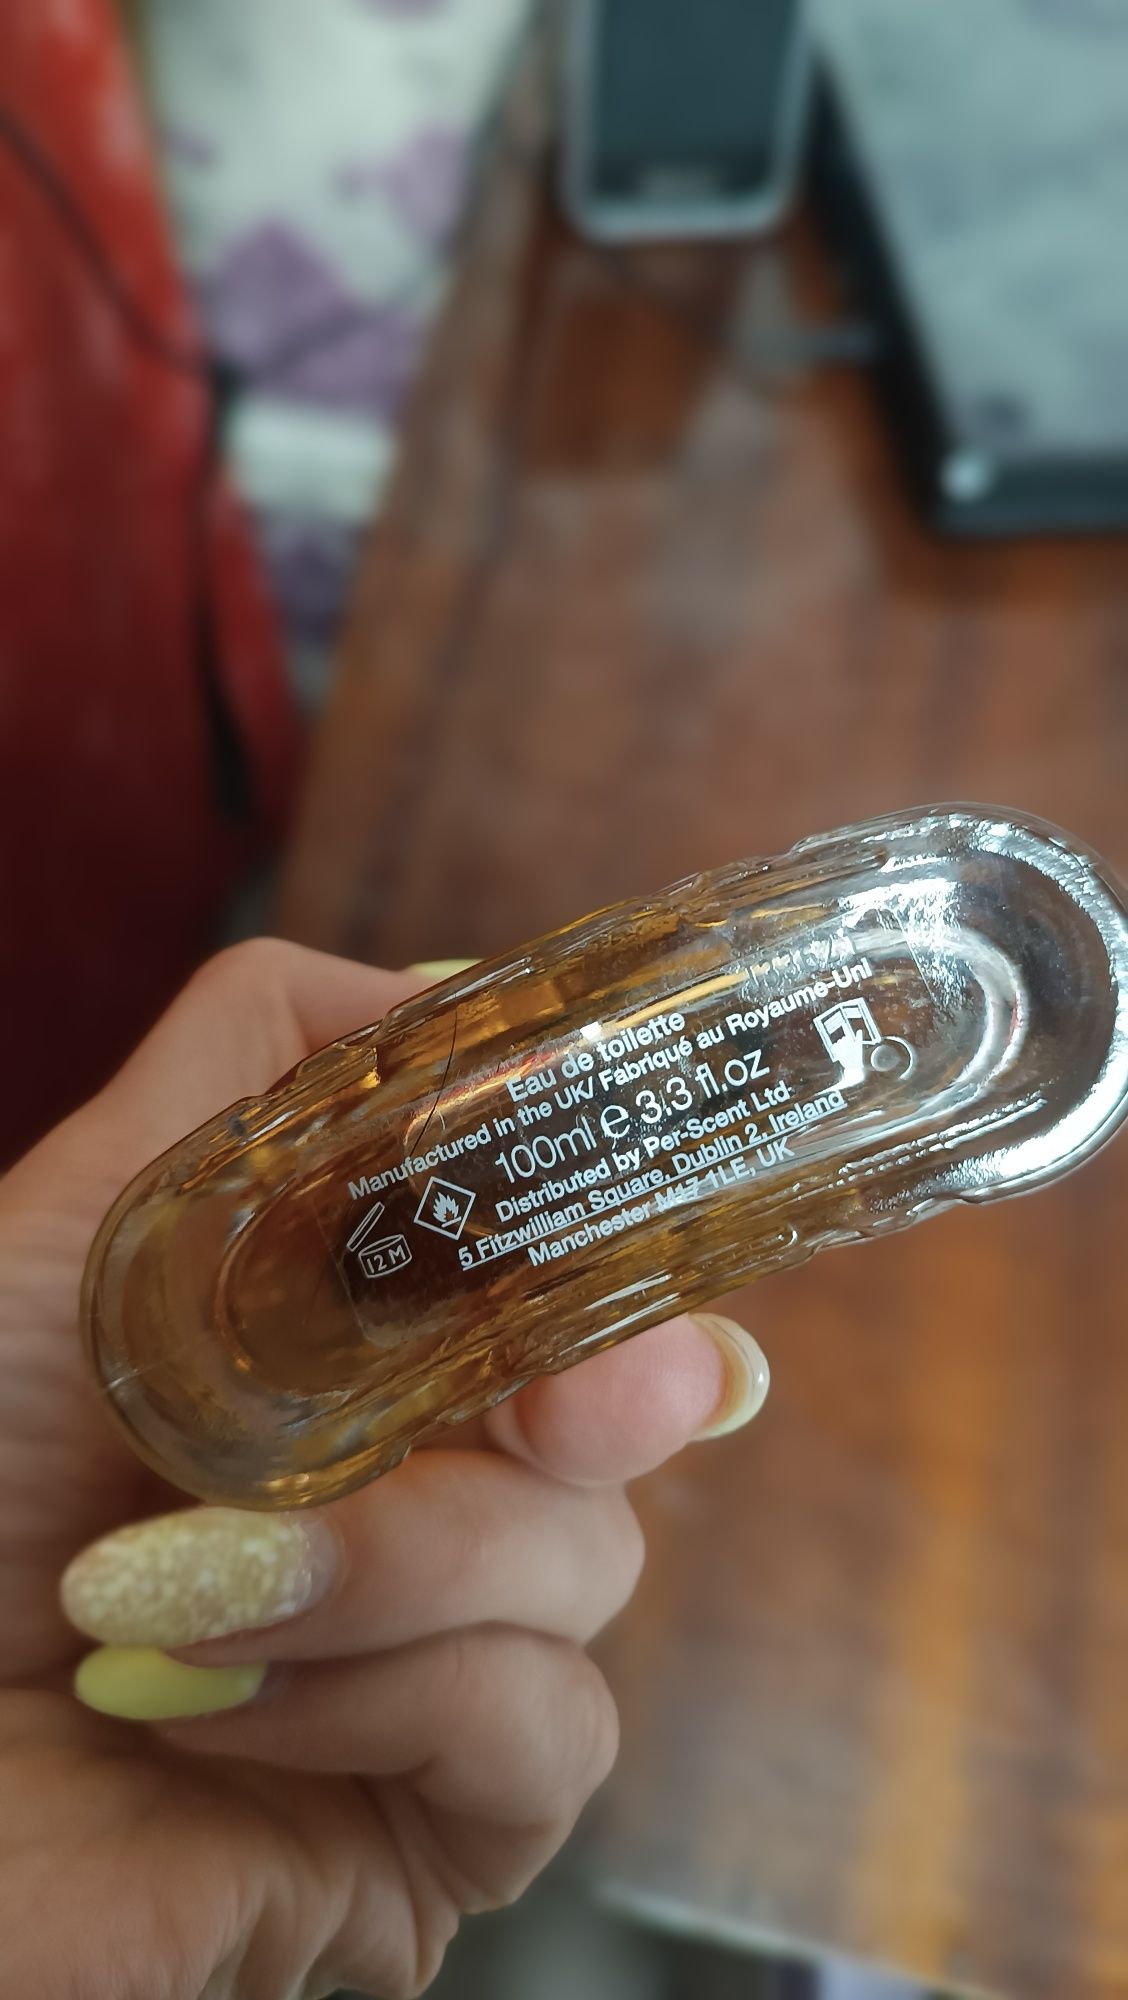 Eau de toilette
Manufactured in the UK/ Fabriqué au Royaume-Uni
100ml e 3.3 fl.oz
Distributed by Per-Scent Ltd
5 Fitzwilliam Square, Dublin 2, Ireland
Manchester M17 1LE, UK
12 M